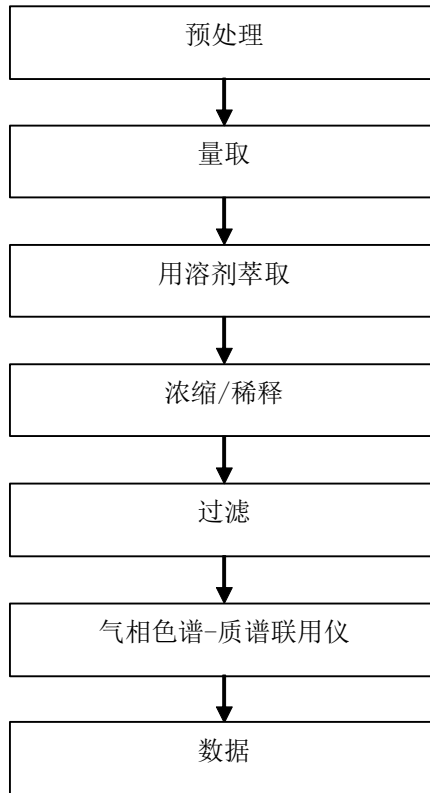 预处理
量取
用溶剂萃取
浓缩/稀释
过滤
气相色谱-质谱联用仪
数据